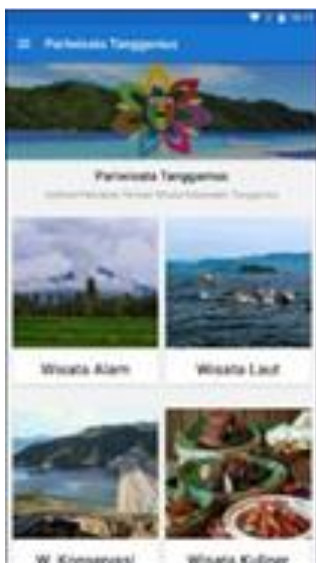 Pariwisata Tanggamus
Pariwisata Tanggamus
Wisata Alam
Wisata Laut
W. Konservasi
Wisata Kuliner